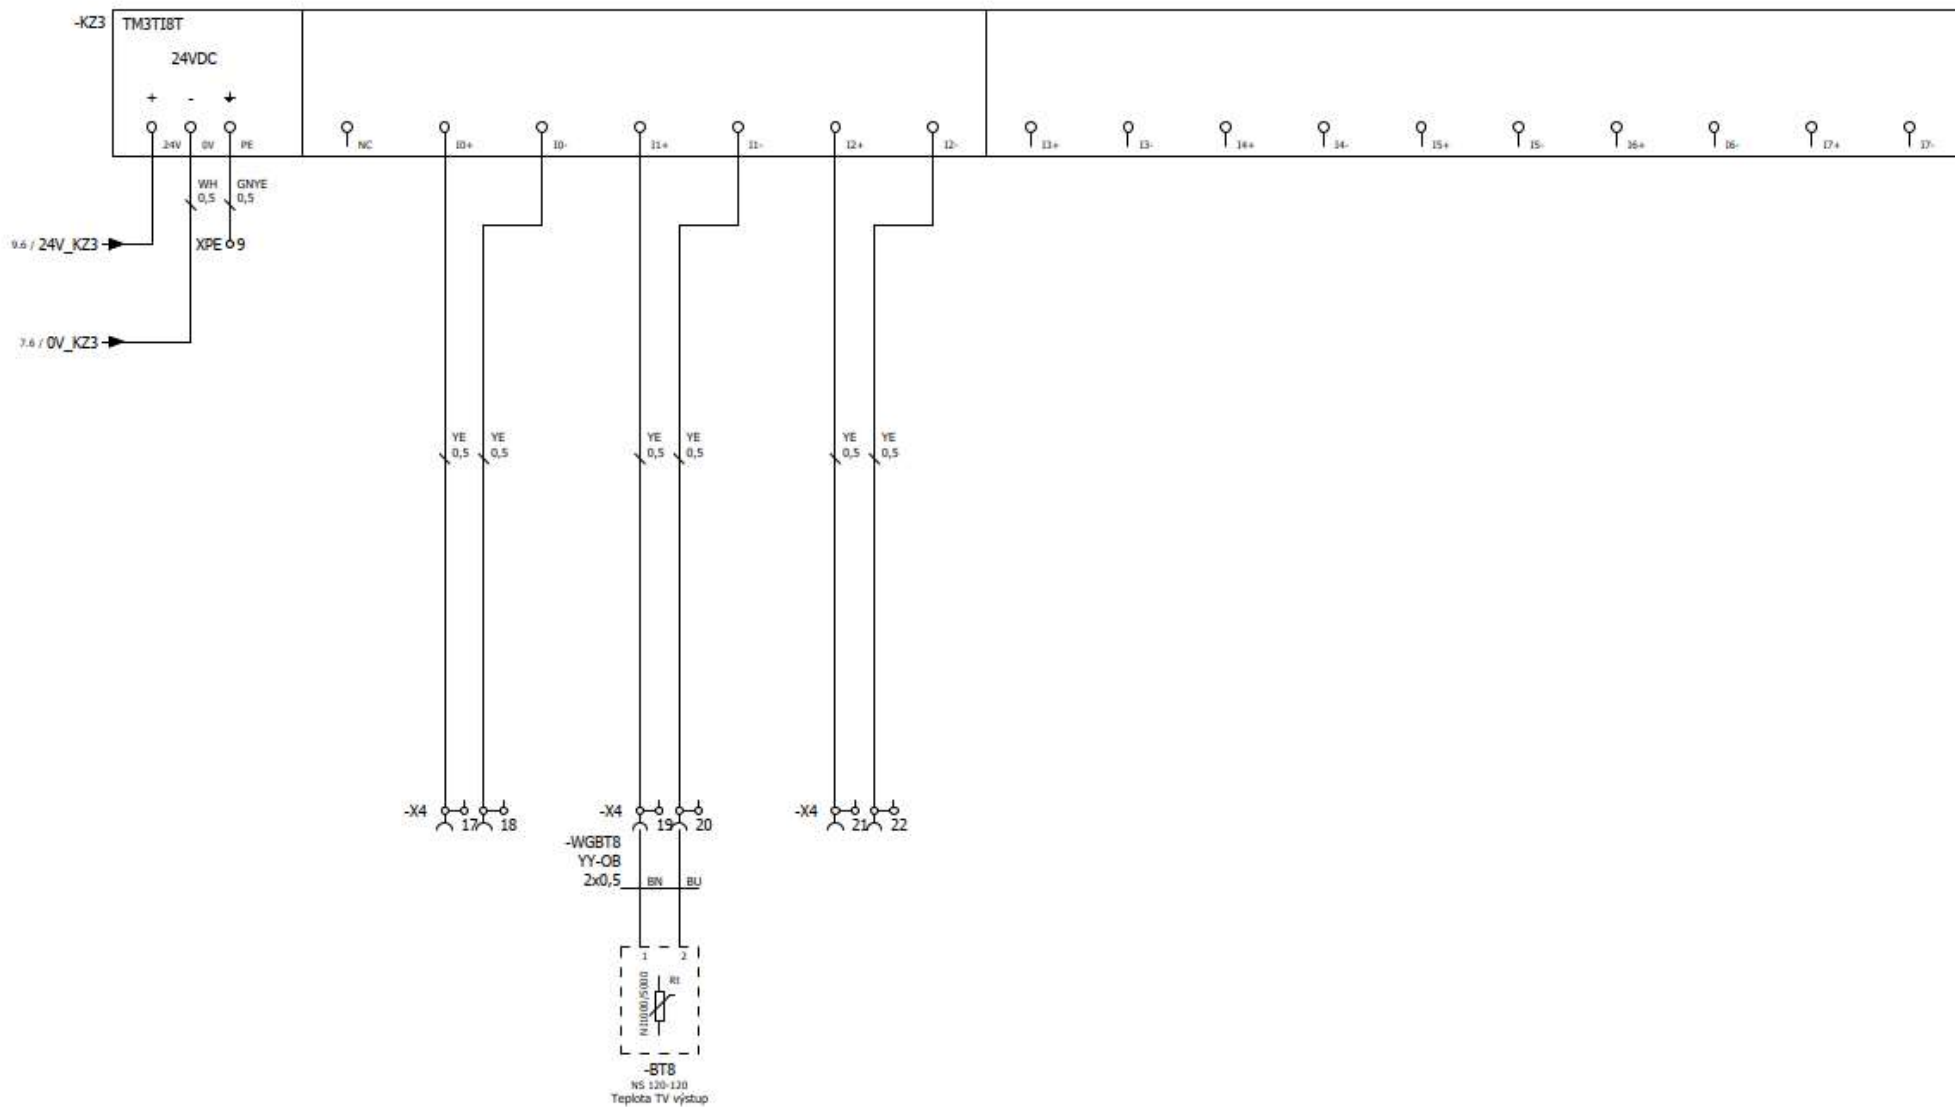 -KZ3
TM3TI8T
24VDC
+ -
24V 0V PE NC I0+ I0- I1+ I1- I2+ I2- I3+ I3- I4+ I4- I5+ I5- I6+ I6- I7+ I7-
WH GNYE
0,5 0,5
9.6 / 24V_KZ3
XPE 9
7.6 / 0V_KZ3
YE YE YE YE YE YE
0,5 0,5 0,5 0,5 0,5 0,5
-X4 17 18 -X4 19 20 -X4 21 22
-WGBT8
YY-OB
2x0,5 BN BU
1 2
Rt
NI1000/5000
-BT8
NS 120-120
Teplota TV výstup